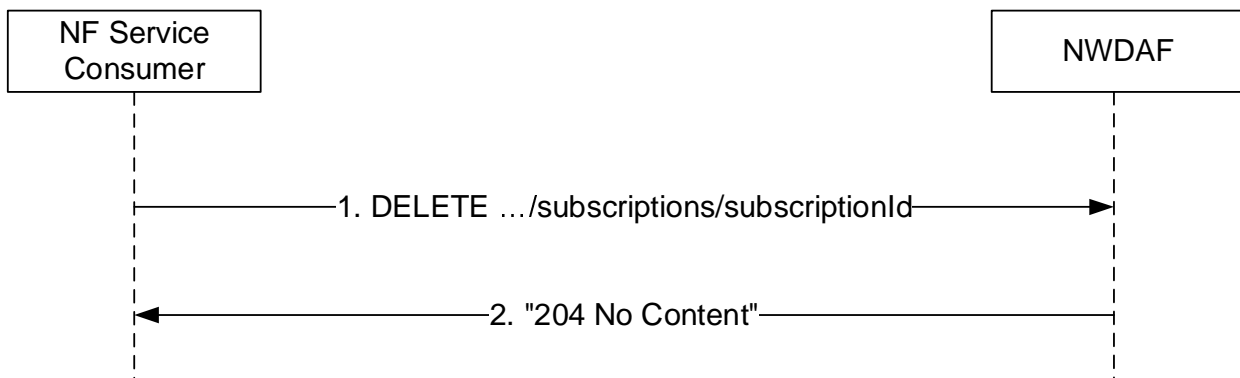 NF Service
Consumer
NWDAF
1. DELETE …/subscriptions/subscriptionId
2. "204 No Content"